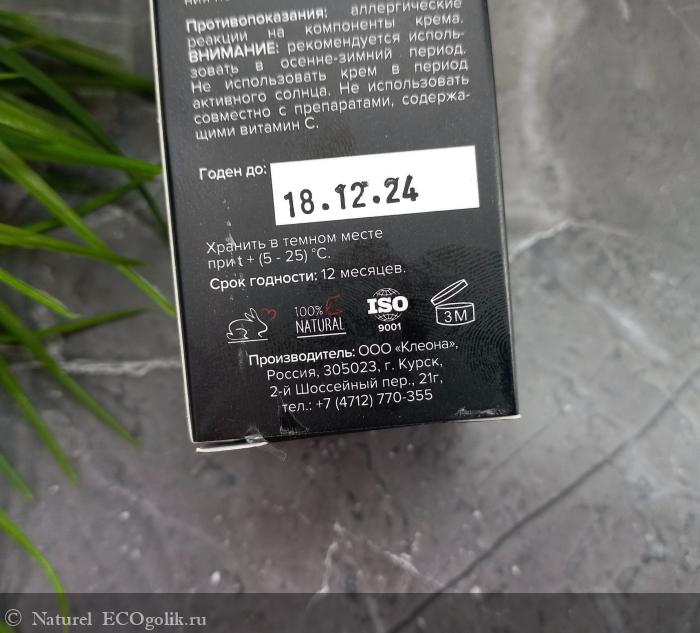 Противопоказания: аллергические
реакции на компоненты крема.
ВНИМАНИЕ: рекомендуется исполь-
зовать в осенне-зимний период.
Не использовать крем в период
активного солнца. Не использовать
совместно с препаратами, содержа-
щими витамин С.
Годен до:
18.12.24
Хранить в темном месте
при t + (5 - 25) °С.
Срок годности: 12 месяцев.
100%
NATURAL
ISO
9001
3М
Производитель: ООО «Клеона»,
Россия, 305023, г. Курск,
2-й Шоссейный пер., 21г,
тел.: +7 (4712) 770-355
© Naturel ECOgolik.ru